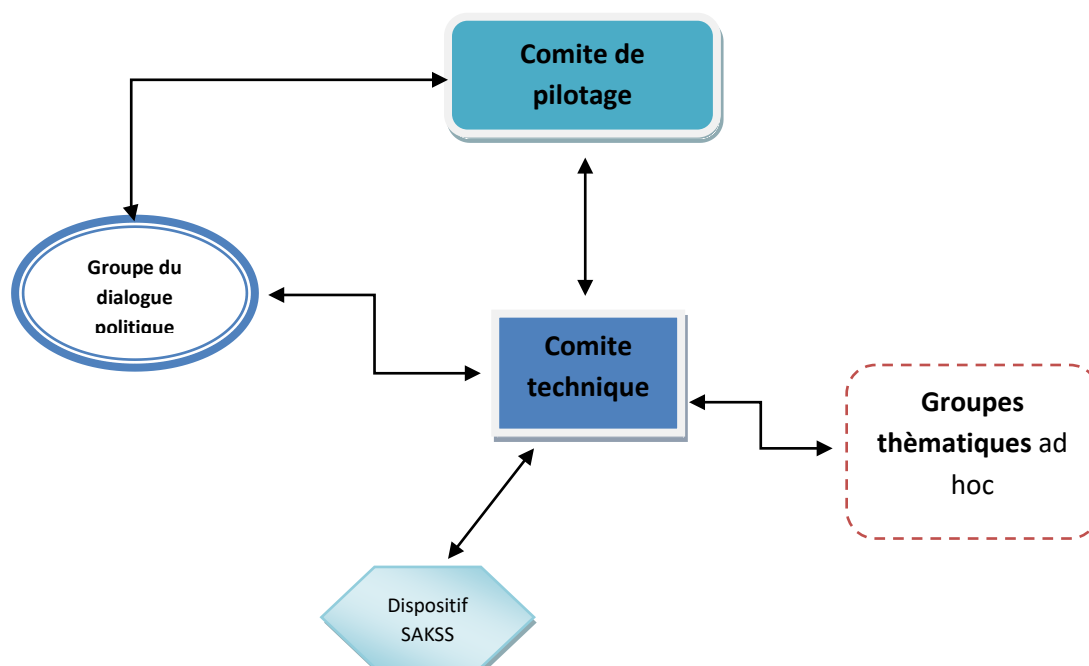 Comite de
pilotage
Groupe du
dialogue
politique
Comite
technique
Groupes
thèmatiques ad
hoc
Dispositif
SAKSS